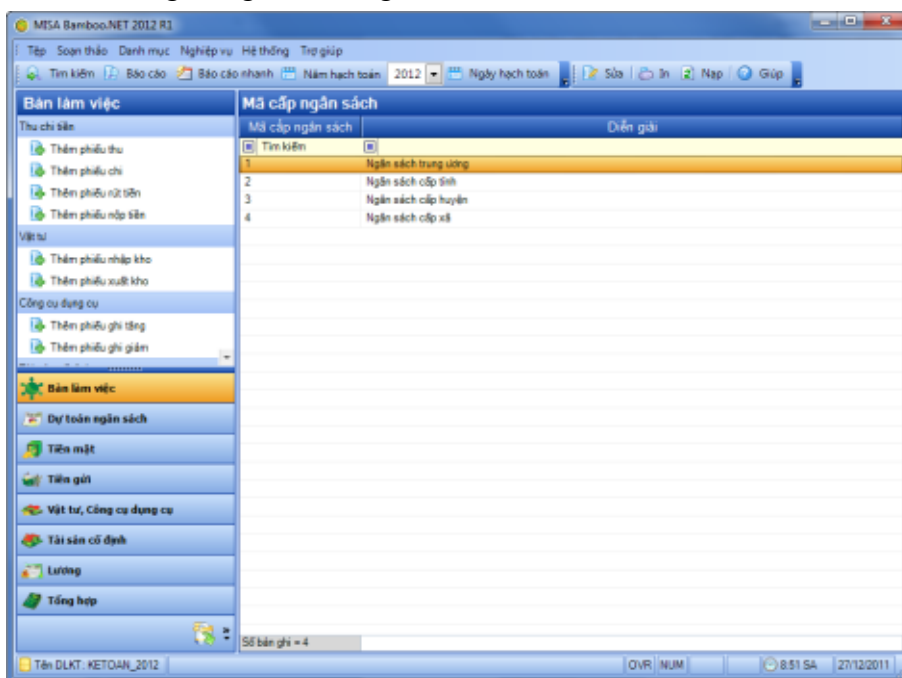 MISA Bamboo.NET 2012 R1
Tệp Soạn thảo Danh mục Nghiệp vụ Hệ thống Trợ giúp
Tìm kiếm Báo cáo Báo cáo nhanh Năm hạch toán 2012 Ngày hạch toán Sửa In Nạp Giúp
Bàn làm việc
Mã cấp ngân sách
Thu chi tiền
Mã cấp ngân sách Diễn giải
Thêm phiếu thu
Tìm kiếm
Thêm phiếu chi
1 Ngân sách trung ương
Thêm phiếu rút tiền
2 Ngân sách cấp tỉnh
3 Ngân sách cấp huyện
Thêm phiếu nộp tiền
4 Ngân sách cấp xã
Vật tư
Thêm phiếu nhập kho
Thêm phiếu xuất kho
Công cụ dụng cụ
Thêm phiếu ghi tăng
Thêm phiếu ghi giảm
Bàn làm việc
Dự toán ngân sách
Tiền mặt
Tiền gửi
Vật tư, Công cụ dụng cụ
Tài sản cố định
Lương
Tổng hợp
Số bản ghi = 4
Tên DLKT: KETOAN_2012 OVR NUM 8:51 SA 27/12/2011